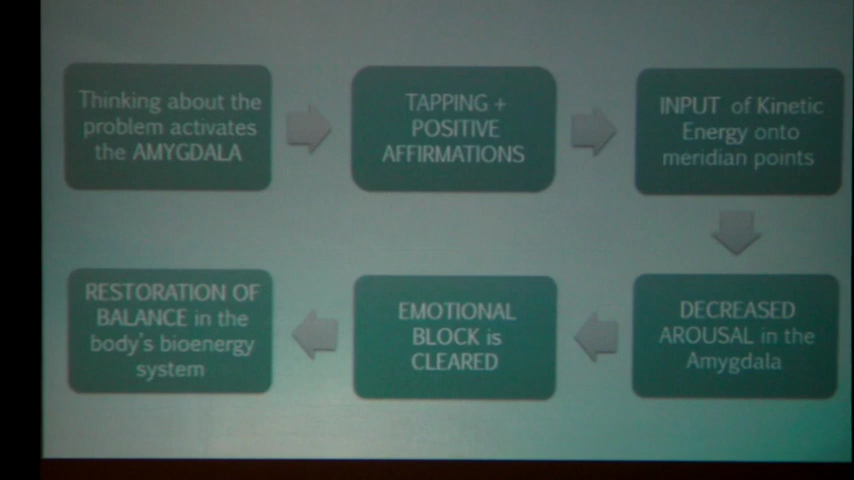 Thinking about the
problem activates
the AMYGDALA
TAPPING +
POSITIVE
AFFIRMATIONS
INPUT of Kinetic
Energy onto
meridian points
DECREASED
AROUSAL in the
Amygdala
EMOTIONAL
BLOCK is
CLEARED
RESTORATION OF
BALANCE in the
body's bioenergy
system